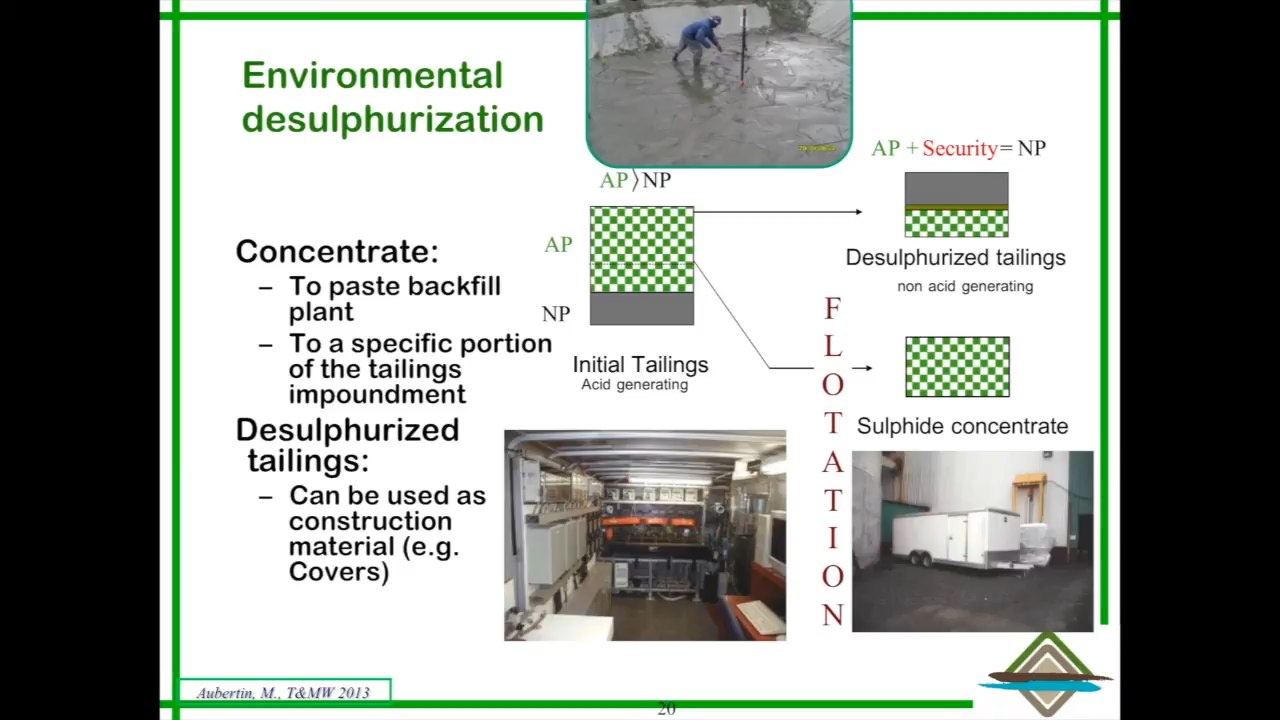 Environmental
desulphurization
Concentrate:
– To paste backfill
plant
– To a specific portion
of the tailings
impoundment
Desulphurized
tailings:
– Can be used as
construction
material (e.g.
Covers)
AP⟩NP
AP
NP
Initial Tailings
Acid generating
AP + Security= NP
Desulphurized tailings
non acid generating
F
L
O
T
A
T
I
O
N
Sulphide concentrate
Aubertin, M., T&MW 2013
20